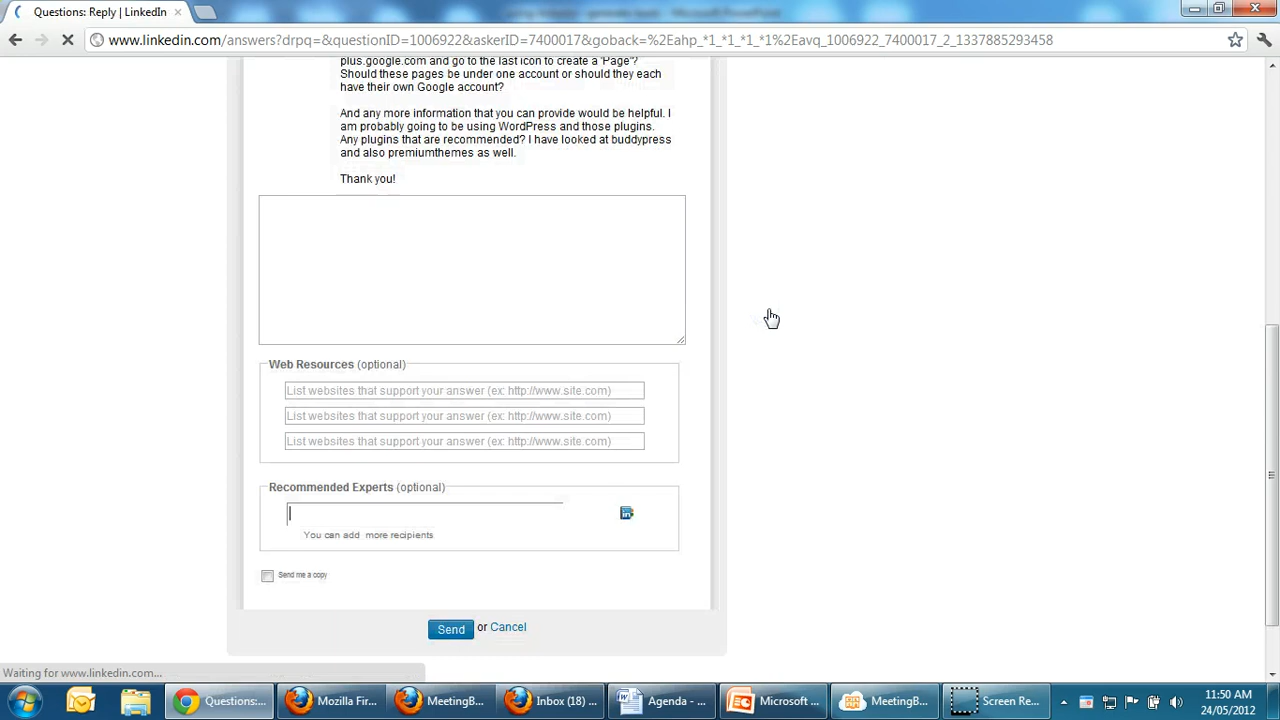 Questions: Reply | LinkedIn
www.linkedin.com/answers?drpq=&questionID=1006922&askerID=7400017&goback=%2Eahp_*1_*1_*1_*1%2Eavq_1006922_7400017_2_1337885293458
plus.google.com and go to the last icon to create a 'Page"?
Should these pages be under one account or should they each
have their own Google account?
And any more information that you can provide would be helpful. I
am probably going to be using WordPress and those plugins.
Any plugins that are recommended? I have looked at buddypress
and also premiumthemes as well.
Thank you!
Web Resources (optional)
List websites that support your answer (ex: http://www.site.com)
List websites that support your answer (ex: http://www.site.com)
List websites that support your answer (ex: http://www.site.com)
Recommended Experts (optional)
You can add more recipients
Send me a copy
Send or Cancel
Waiting for www.linkedin.com...
Questions:... Mozilla Fir... MeetingB... Inbox (18) ... Agenda - ... Microsoft ... MeetingB... Screen Re... 11:50 AM
24/05/2012